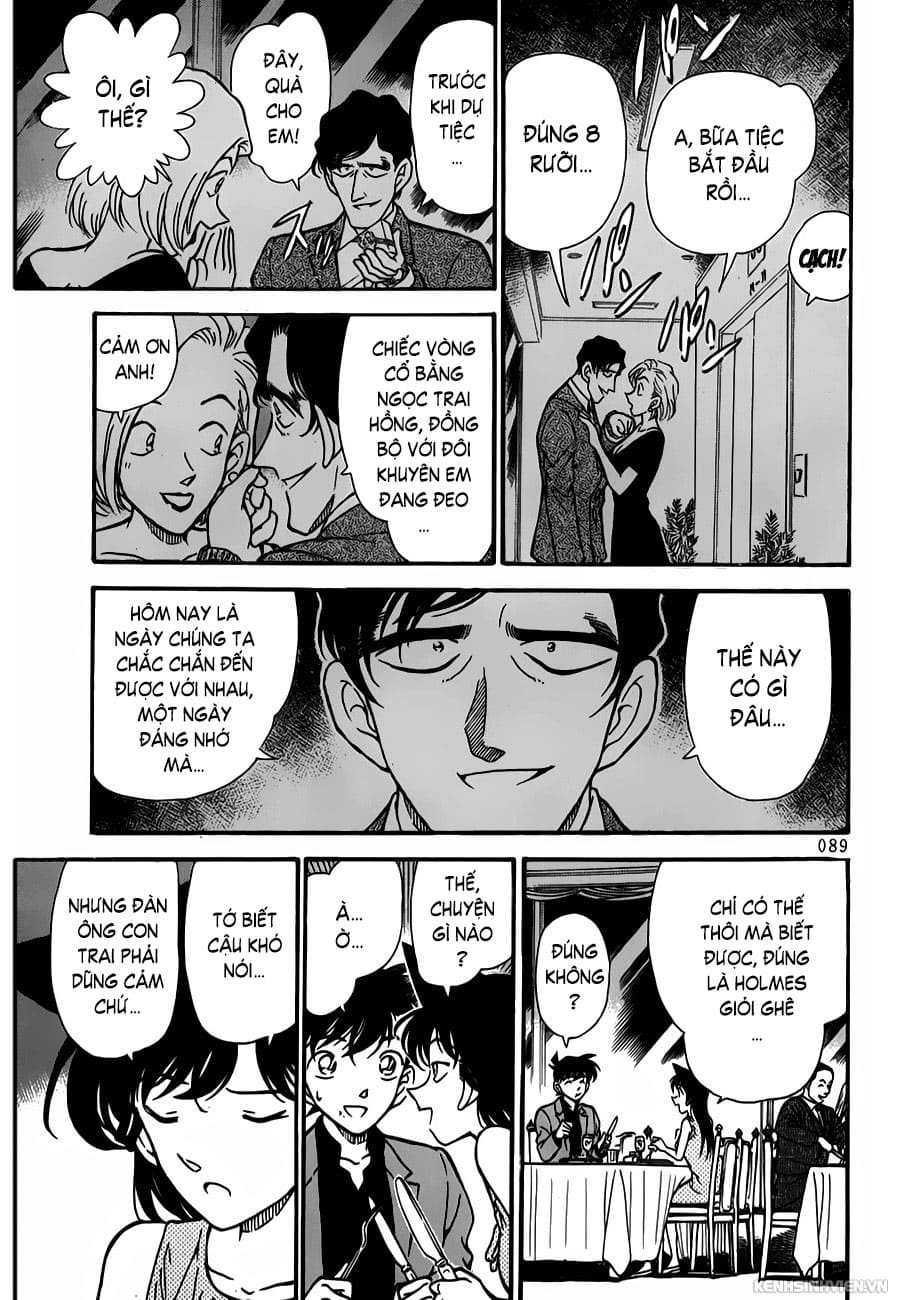 A, BỮA TIỆC
BẮT ĐẦU
RỒI...
CẠCH!
ĐÚNG 8
RƯỠI...
TRƯỚC
KHI DỰ
TIỆC
...
ĐÂY,
QUÀ
CHO
EM!
ÔI, GÌ
THẾ?
CHIẾC VÒNG
CỔ BẰNG
NGỌC TRAI
HỒNG, ĐỒNG
BỘ VỚI ĐÔI
KHUYÊN EM
ĐANG ĐEO
...
CẢM ƠN
ANH!
THẾ NÀY
CÓ GÌ
ĐÂU...
HÔM NAY LÀ
NGÀY CHÚNG TA
CHẮC CHẮN ĐẾN
ĐƯỢC VỚI NHAU,
MỘT NGÀY
ĐÁNG NHỚ
MÀ...
089
CHỈ CÓ THẾ
THÔI MÀ BIẾT
ĐƯỢC, ĐÚNG
LÀ HOLMES
GIỎI GHÊ
...
ĐÚNG
KHÔNG
?
THẾ,
CHUYỆN
GÌ NÀO
?
À...
Ờ...
TỚ BIẾT
CẬU KHÓ
NÓI...
NHƯNG ĐÀN
ÔNG CON
TRAI PHẢI
DŨNG CẢM
CHỨ...
KENHSINHVIEN.VN